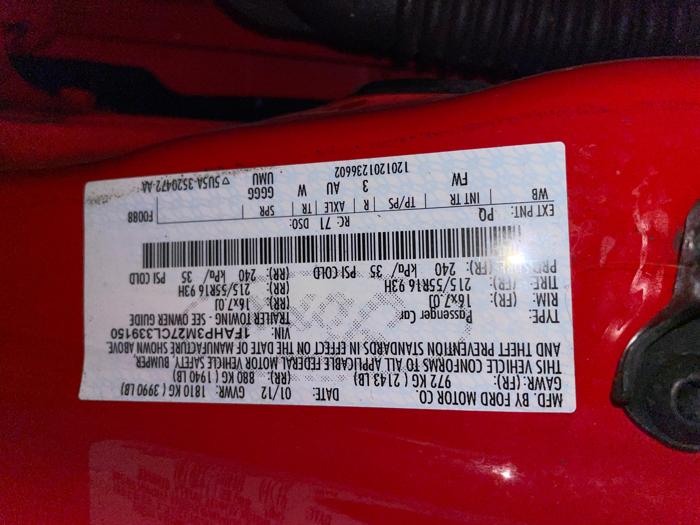 MFD. BY FORD MOTOR CO.
DATE: 01/12 GVWR: 1810 KG ( 3990 LB)
GAWR: (FR): 972 KG ( 2143 LB) (RR): 880 KG ( 1940 LB)
THIS VEHICLE CONFORMS TO ALL APPLICABLE FEDERAL MOTOR VEHICLE SAFETY BUMPER,
AND THEFT PREVENTION STANDARDS IN EFFECT ON THE DATE OF MANUFACTURE SHOWN ABOVE
VIN: 1FAHP3M27CL339150
TYPE: Passenger Car TRAILER TOWING - SEE OWNER GUIDE
RIM: (FR): 16x7.0J (RR): 16x7.0J
TIRE: (FR): 215/55R16 93H (RR): 215/55R16 93H
PRESSURE: (FR): 240 kPa/ 35 PSI COLD (RR): 240 kPa/ 35 PSI COLD
EXT PNT: PQ RC: 71 DSO: F0088
WB INT TR TP/PS R AXLE TR SPR
FW 3 AU W GGGG UMU
1201201236602 ▽5U5A-3520472-AA